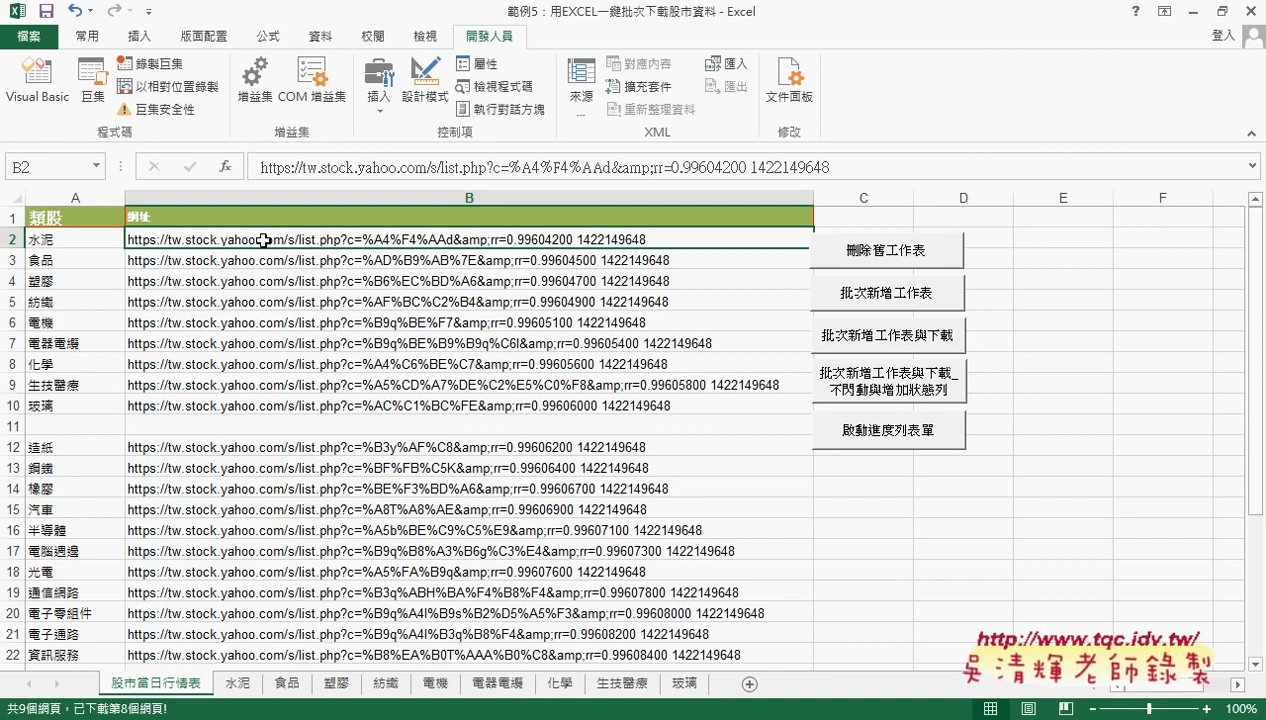 範例5：用EXCEL一鍵批次下載股市資料 - Excel
檔案 常用 插入 版面配置 公式 資料 校閱 檢視 開發人員 登入
Visual Basic 巨集 錄製巨集 以相對位置錄製 巨集安全性 程式碼
增益集 COM 增益集 增益集
插入 設計模式 屬性 檢視程式碼 執行對話方塊 控制項
來源 ... 對應內容 擴充套件 重新整理資料 匯入 匯出 XML
文件面板 修改
B2 fx https://tw.stock.yahoo.com/s/list.php?c=%A4%F4%AAd&amp;rr=0.99604200 1422149648
A B C D E F
1 類股 網址
2 水泥 https://tw.stock.yahoo.com/s/list.php?c=%A4%F4%AAd&amp;rr=0.99604200 1422149648
3 食品 https://tw.stock.yahoo.com/s/list.php?c=%AD%B9%AB%7E&amp;rr=0.99604500 1422149648
4 塑膠 https://tw.stock.yahoo.com/s/list.php?c=%B6%EC%BD%A6&amp;rr=0.99604700 1422149648
5 紡織 https://tw.stock.yahoo.com/s/list.php?c=%AF%BC%C2%B4&amp;rr=0.99604900 1422149648
6 電機 https://tw.stock.yahoo.com/s/list.php?c=%B9q%BE%F7&amp;rr=0.99605100 1422149648
7 電器電纜 https://tw.stock.yahoo.com/s/list.php?c=%B9q%BE%B9%B9q%C6l&amp;rr=0.99605400 1422149648
8 化學 https://tw.stock.yahoo.com/s/list.php?c=%A4%C6%BE%C7&amp;rr=0.99605600 1422149648
9 生技醫療 https://tw.stock.yahoo.com/s/list.php?c=%A5%CD%A7%DE%C2%E5%C0%F8&amp;rr=0.99605800 1422149648
10 玻璃 https://tw.stock.yahoo.com/s/list.php?c=%AC%C1%BC%FE&amp;rr=0.99606000 1422149648
11
12 造紙 https://tw.stock.yahoo.com/s/list.php?c=%B3y%AF%C8&amp;rr=0.99606200 1422149648
13 鋼鐵 https://tw.stock.yahoo.com/s/list.php?c=%BF%FB%C5K&amp;rr=0.99606400 1422149648
14 橡膠 https://tw.stock.yahoo.com/s/list.php?c=%BE%F3%BD%A6&amp;rr=0.99606700 1422149648
15 汽車 https://tw.stock.yahoo.com/s/list.php?c=%A8T%A8%AE&amp;rr=0.99606900 1422149648
16 半導體 https://tw.stock.yahoo.com/s/list.php?c=%A5b%BE%C9%C5%E9&amp;rr=0.99607100 1422149648
17 電腦週邊 https://tw.stock.yahoo.com/s/list.php?c=%B9q%B8%A3%B6g%C3%E4&amp;rr=0.99607300 1422149648
18 光電 https://tw.stock.yahoo.com/s/list.php?c=%A5%FA%B9q&amp;rr=0.99607600 1422149648
19 通信網路 https://tw.stock.yahoo.com/s/list.php?c=%B3q%ABH%BA%F4%B8%F4&amp;rr=0.99607800 1422149648
20 電子零組件 https://tw.stock.yahoo.com/s/list.php?c=%B9q%A4l%B9s%B2%D5%A5%F3&amp;rr=0.99608000 1422149648
21 電子通路 https://tw.stock.yahoo.com/s/list.php?c=%B9q%A4l%B3q%B8%F4&amp;rr=0.99608200 1422149648
22 資訊服務 https://tw.stock.yahoo.com/s/list.php?c=%B8%EA%B0T%AAA%B0%C8&amp;rr=0.99608400 1422149648
刪除舊工作表
批次新增工作表
批次新增工作表與下載
批次新增工作表與下載_
不閃動與增加狀態列
啟動進度列表單
http://www.tqc.idv.tw/
吳清輝老師錄製
股市當日行情表 水泥 食品 塑膠 紡織 電機 電器電纜 化學 生技醫療 玻璃
共9個網頁，已下載第8個網頁! 100%